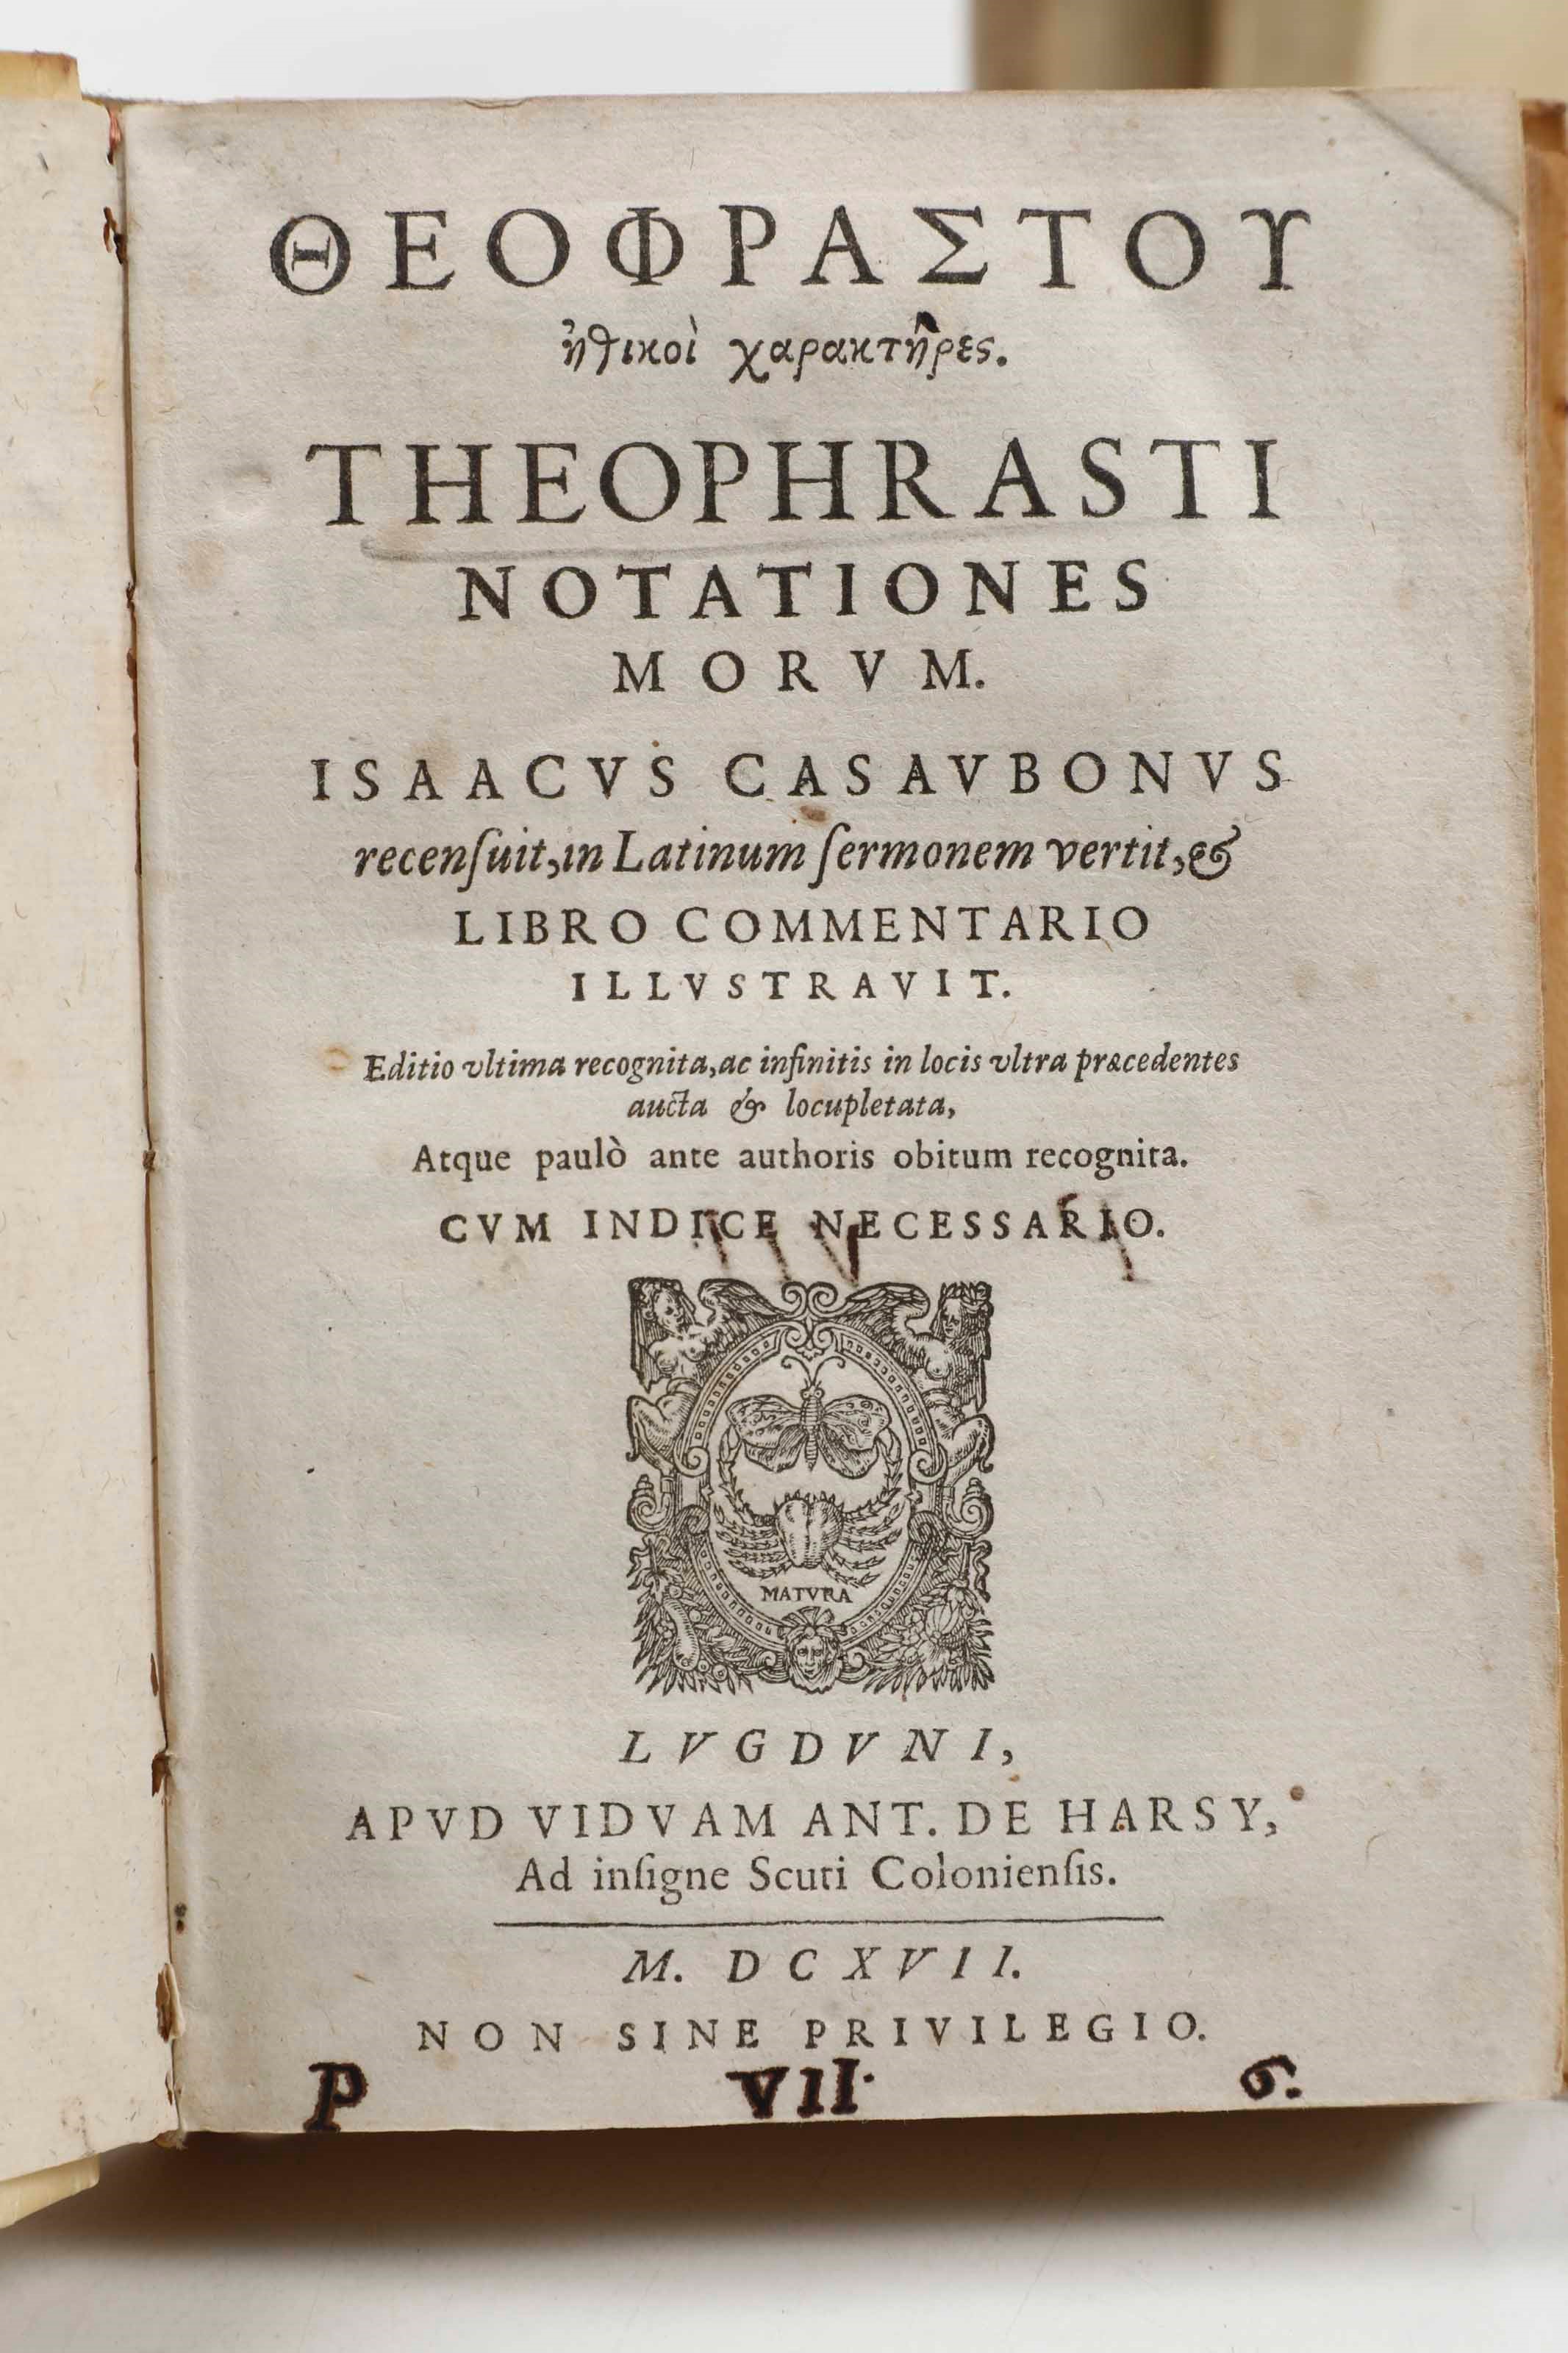 ΘΕΟΦΡΑΣΤΟΥ
ἠθικοὶ χαρακτῆρες.
THEOPHRASTI
NOTATIONES
MORVM.
ISAACVS CASAVBONVS
recenſuit, in Latinum ſermonem vertit, &
LIBRO COMMENTARIO
ILLVSTRAVIT.
Editio vltima recognita, ac infinitis in locis vltra præcedentes
aucta & locupletata,
Atque paulò ante authoris obitum recognita.
CVM INDICE NECESSARIO.
MATVRA
LVGDVNI,
APVD VIDVAM ANT. DE HARSY,
Ad inſigne Scuti Colonienſis.
M. DCXVII.
NON SINE PRIVILEGIO.
P VII. 6.